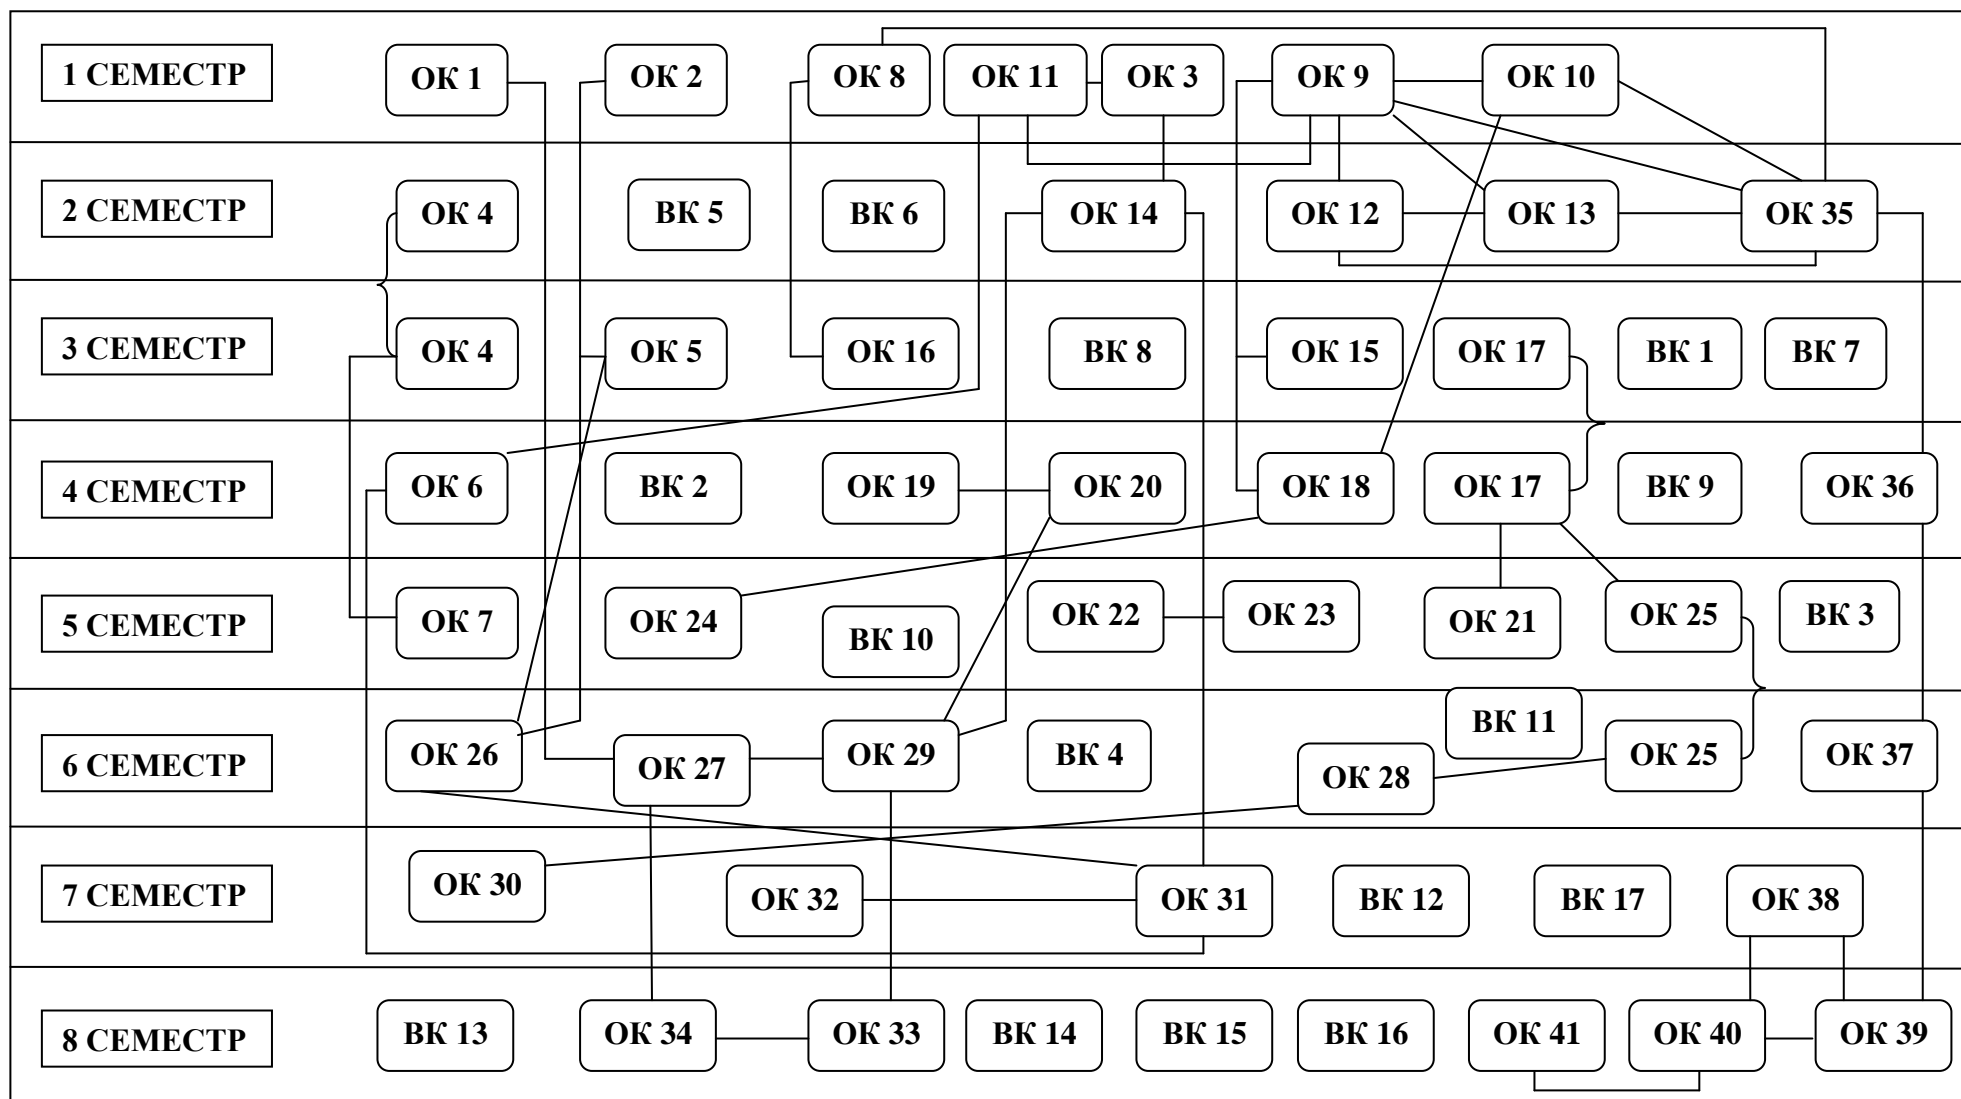 1 СЕМЕСТР ОК 1 ОК 2 ОК 8 ОК 11 ОК 3 ОК 9 ОК 10
2 СЕМЕСТР ОК 4 ВК 5 ВК 6 ОК 14 ОК 12 ОК 13 ОК 35
3 СЕМЕСТР ОК 4 ОК 5 ОК 16 ВК 8 ОК 15 ОК 17 ВК 1 ВК 7
4 СЕМЕСТР ОК 6 ВК 2 ОК 19 ОК 20 ОК 18 ОК 17 ВК 9 ОК 36
5 СЕМЕСТР ОК 7 ОК 24 ВК 10 ОК 22 ОК 23 ОК 21 ОК 25 ВК 3
6 СЕМЕСТР ОК 26 ОК 27 ОК 29 ВК 4 ОК 28 ВК 11 ОК 25 ОК 37
7 СЕМЕСТР ОК 30 ОК 32 ОК 31 ВК 12 ВК 17 ОК 38
8 СЕМЕСТР ВК 13 ОК 34 ОК 33 ВК 14 ВК 15 ВК 16 ОК 41 ОК 40 ОК 39